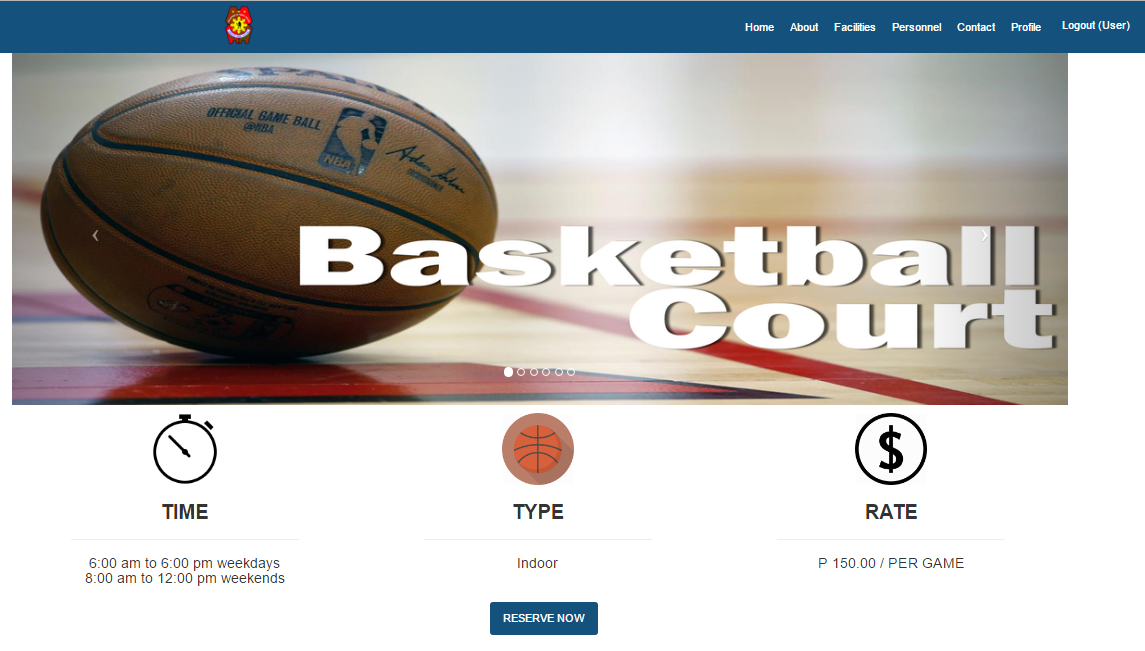 Home About Facilities Personnel Contact Profile Logout (User)
SPALDING
OFFICIAL GAME BALL
@NBA
NBA
COMMISSIONER
Basketball
Court
TIME
TYPE
RATE
6:00 am to 6:00 pm weekdays
8:00 am to 12:00 pm weekends
Indoor
P 150.00 / PER GAME
RESERVE NOW